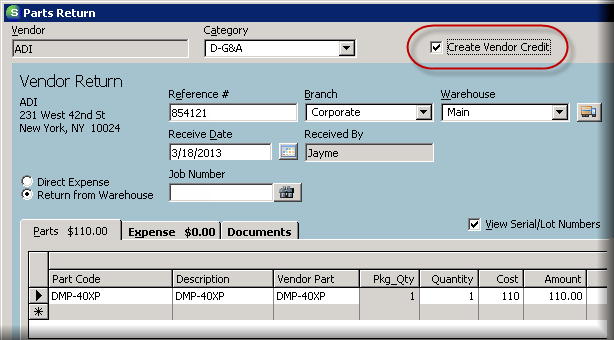 S Parts Return
Vendor Category
ADI D-G&A Create Vendor Credit
Vendor Return
ADI
231 West 42nd St
New York, NY 10024
Reference # Branch Warehouse
854121 Corporate Main
Receive Date Received By
3/18/2013 Jayme
Direct Expense
Return from Warehouse
Job Number
Parts $110.00 Expense $0.00 Documents View Serial/Lot Numbers
Part Code Description Vendor Part Pkg_Qty Quantity Cost Amount
DMP-40XP DMP-40XP DMP-40XP 1 1 110 110.00